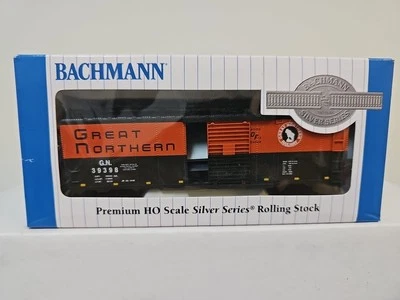 BACHMANN
BACHMANN
SILVER SERIES
GREAT
NORTHERN
G.N.
39398
Premium HO Scale Silver Series® Rolling Stock